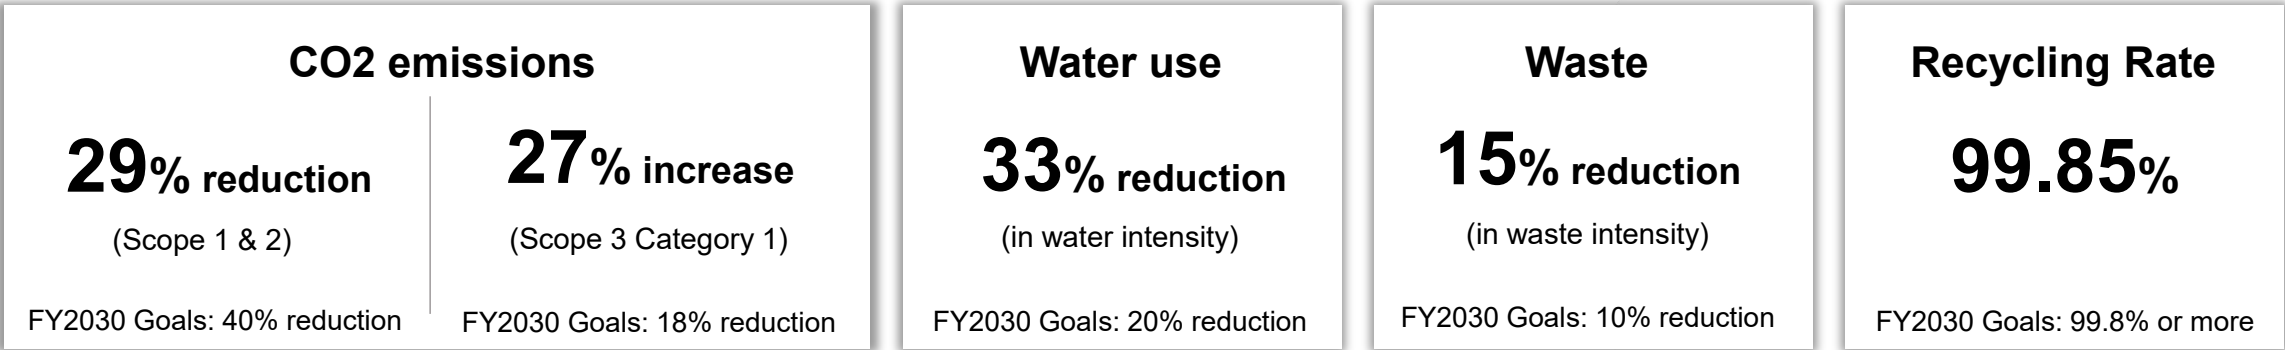 CO2 emissions
29% reduction
(Scope 1 & 2)
FY2030 Goals: 40% reduction
27% increase
(Scope 3 Category 1)
FY2030 Goals: 18% reduction
Water use
33% reduction
(in water intensity)
FY2030 Goals: 20% reduction
Waste
15% reduction
(in waste intensity)
FY2030 Goals: 10% reduction
Recycling Rate
99.85%
FY2030 Goals: 99.8% or more